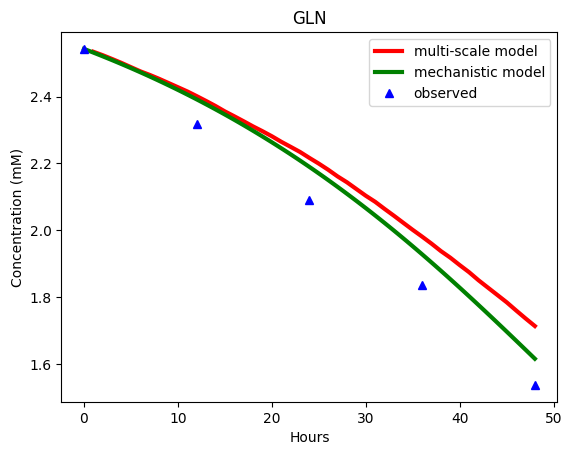 GLN
multi-scale model
mechanistic model
observed
Concentration (mM)
2.4
2.2
2.0
1.8
1.6
0 10 20 30 40 50
Hours